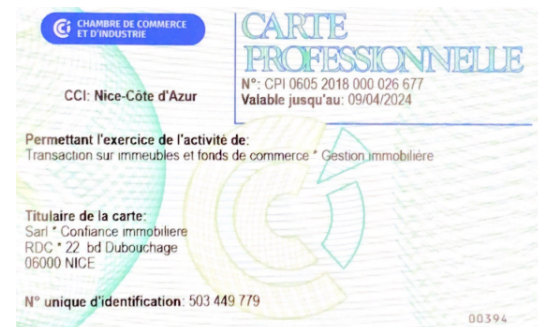 CHAMBRE DE COMMERCE
ET D'INDUSTRIE
CARTE
PROFESSIONNELLE
N°: CPI 0605 2018 000 026 677
Valable jusqu'au: 09/04/2024
CCI: Nice-Côte d'Azur
Permettant l'exercice de l'activité de:
Transaction sur immeubles et fonds de commerce * Gestion immobilière
Titulaire de la carte:
Sarl * Confiance immobiliere
RDC * 22 bd Dubouchage
06000 NICE
N° unique d'identification: 503 449 779
00394